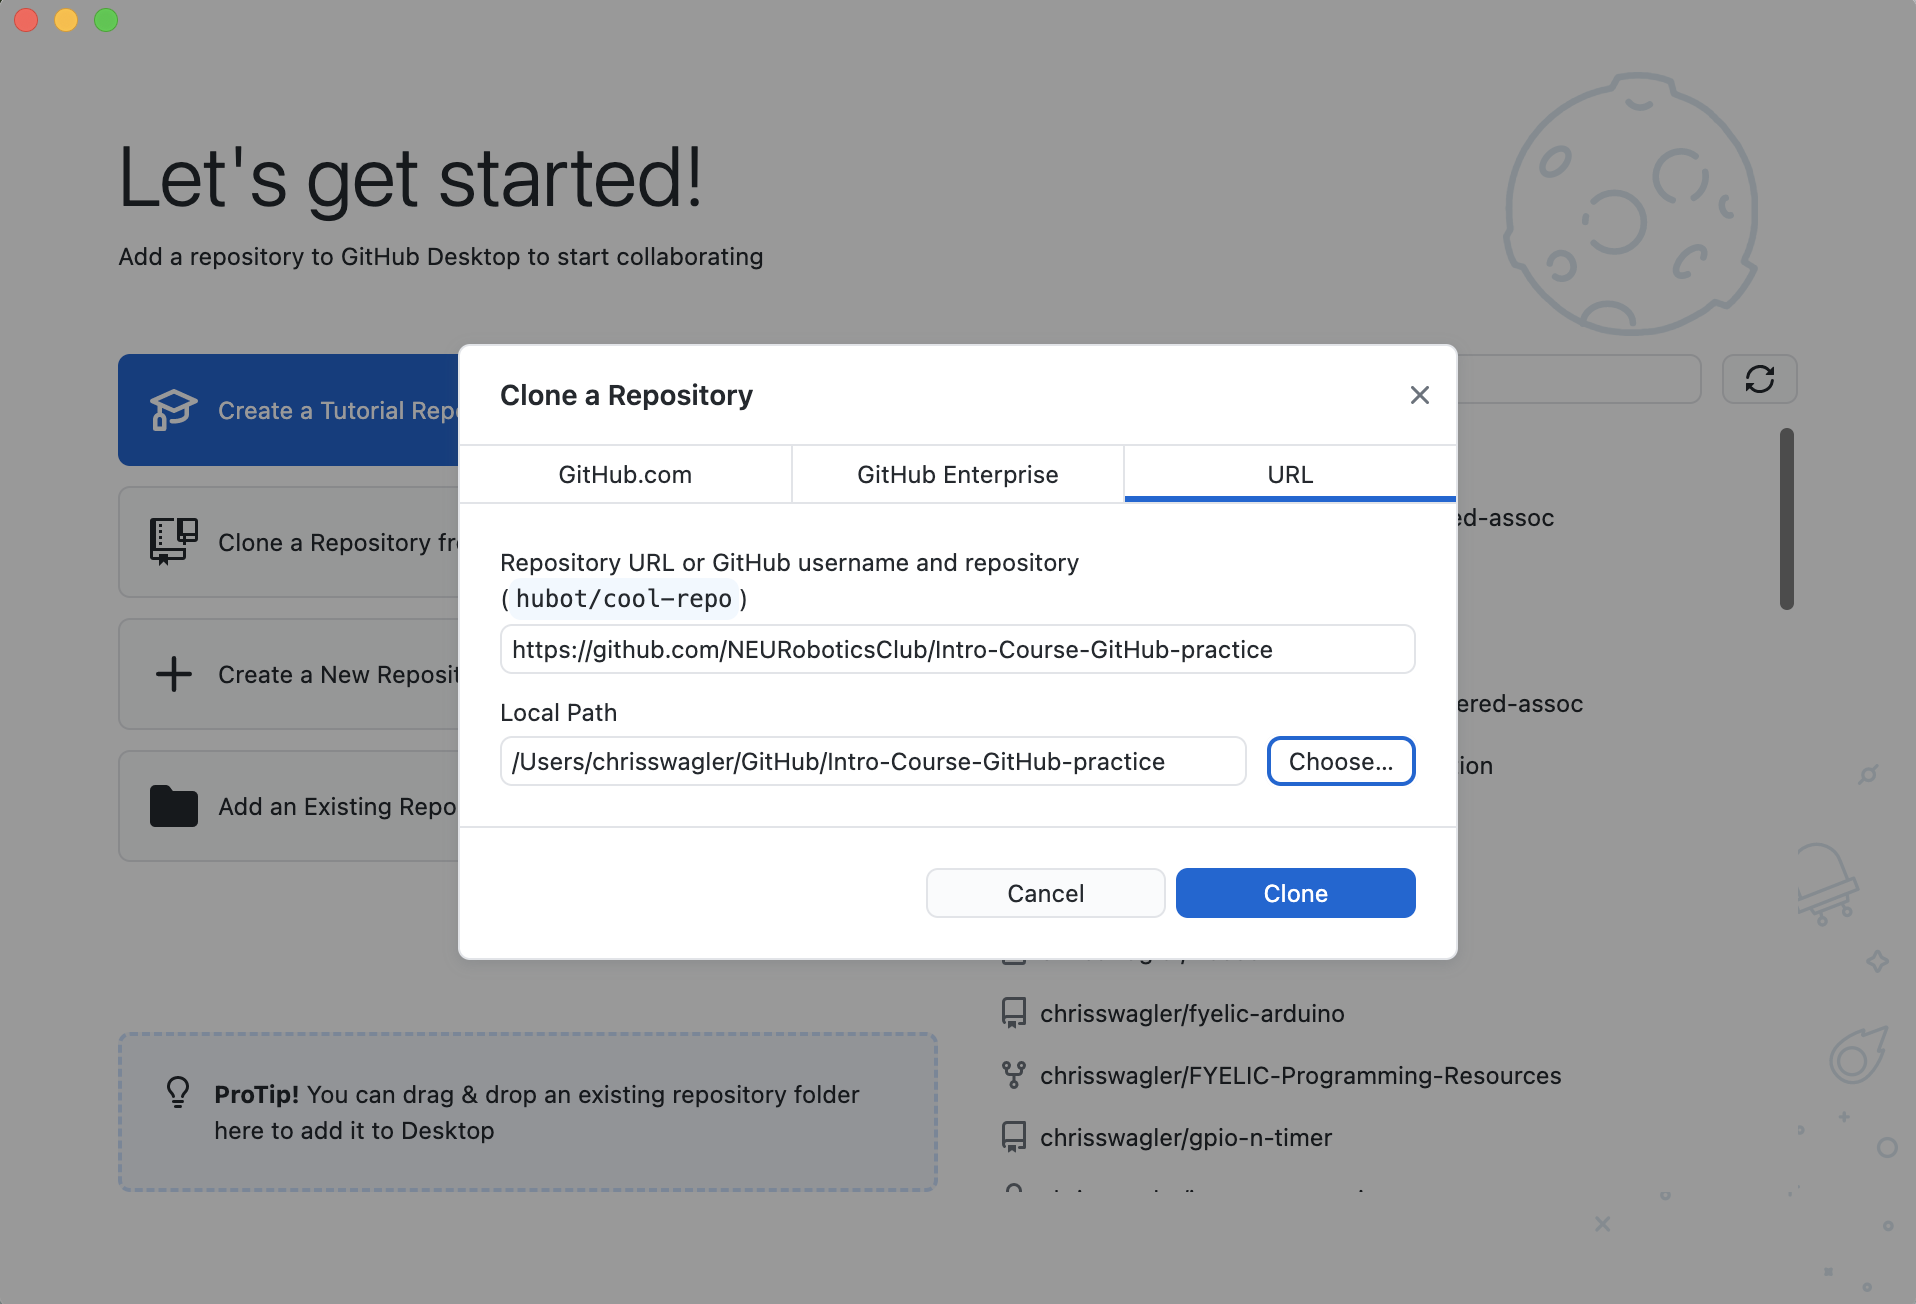 Let's get started!
Add a repository to GitHub Desktop to start collaborating
Create a Tutorial Repo
Clone a Repository fr
Create a New Reposit
Add an Existing Repo
Clone a Repository
GitHub.com
GitHub Enterprise
URL
Repository URL or GitHub username and repository
(hubot/cool-repo)
https://github.com/NEURoboticsClub/Intro-Course-GitHub-practice
Local Path
/Users/chrisswagler/GitHub/Intro-Course-GitHub-practice
Choose...
Cancel
Clone
ed-assoc
ered-assoc
ion
chrisswagler/fyelic-arduino
chrisswagler/FYELIC-Programming-Resources
chrisswagler/gpio-n-timer
ProTip! You can drag & drop an existing repository folder
here to add it to Desktop